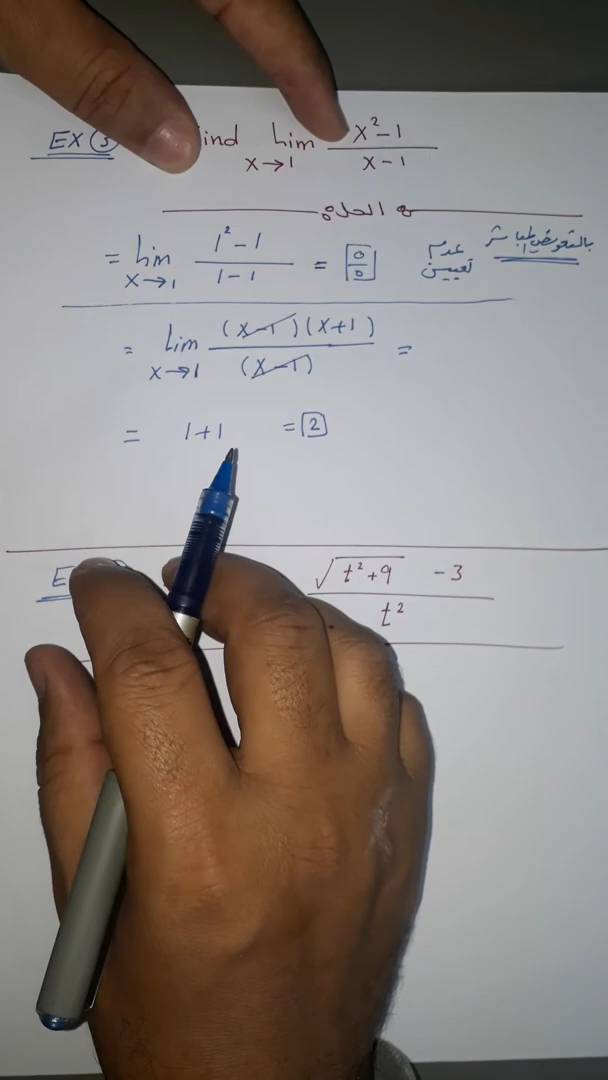 EX ③ ind lim x²-1 / x-1
x→1
الحل:
= lim x→1 1²-1 / 1-1 = 0/0 عدم تعيين بالتعويض المباشر
= lim x→1 (x-1)(x+1) / (x-1) =
= 1+1 = 2
E √t²+9 -3 / t²